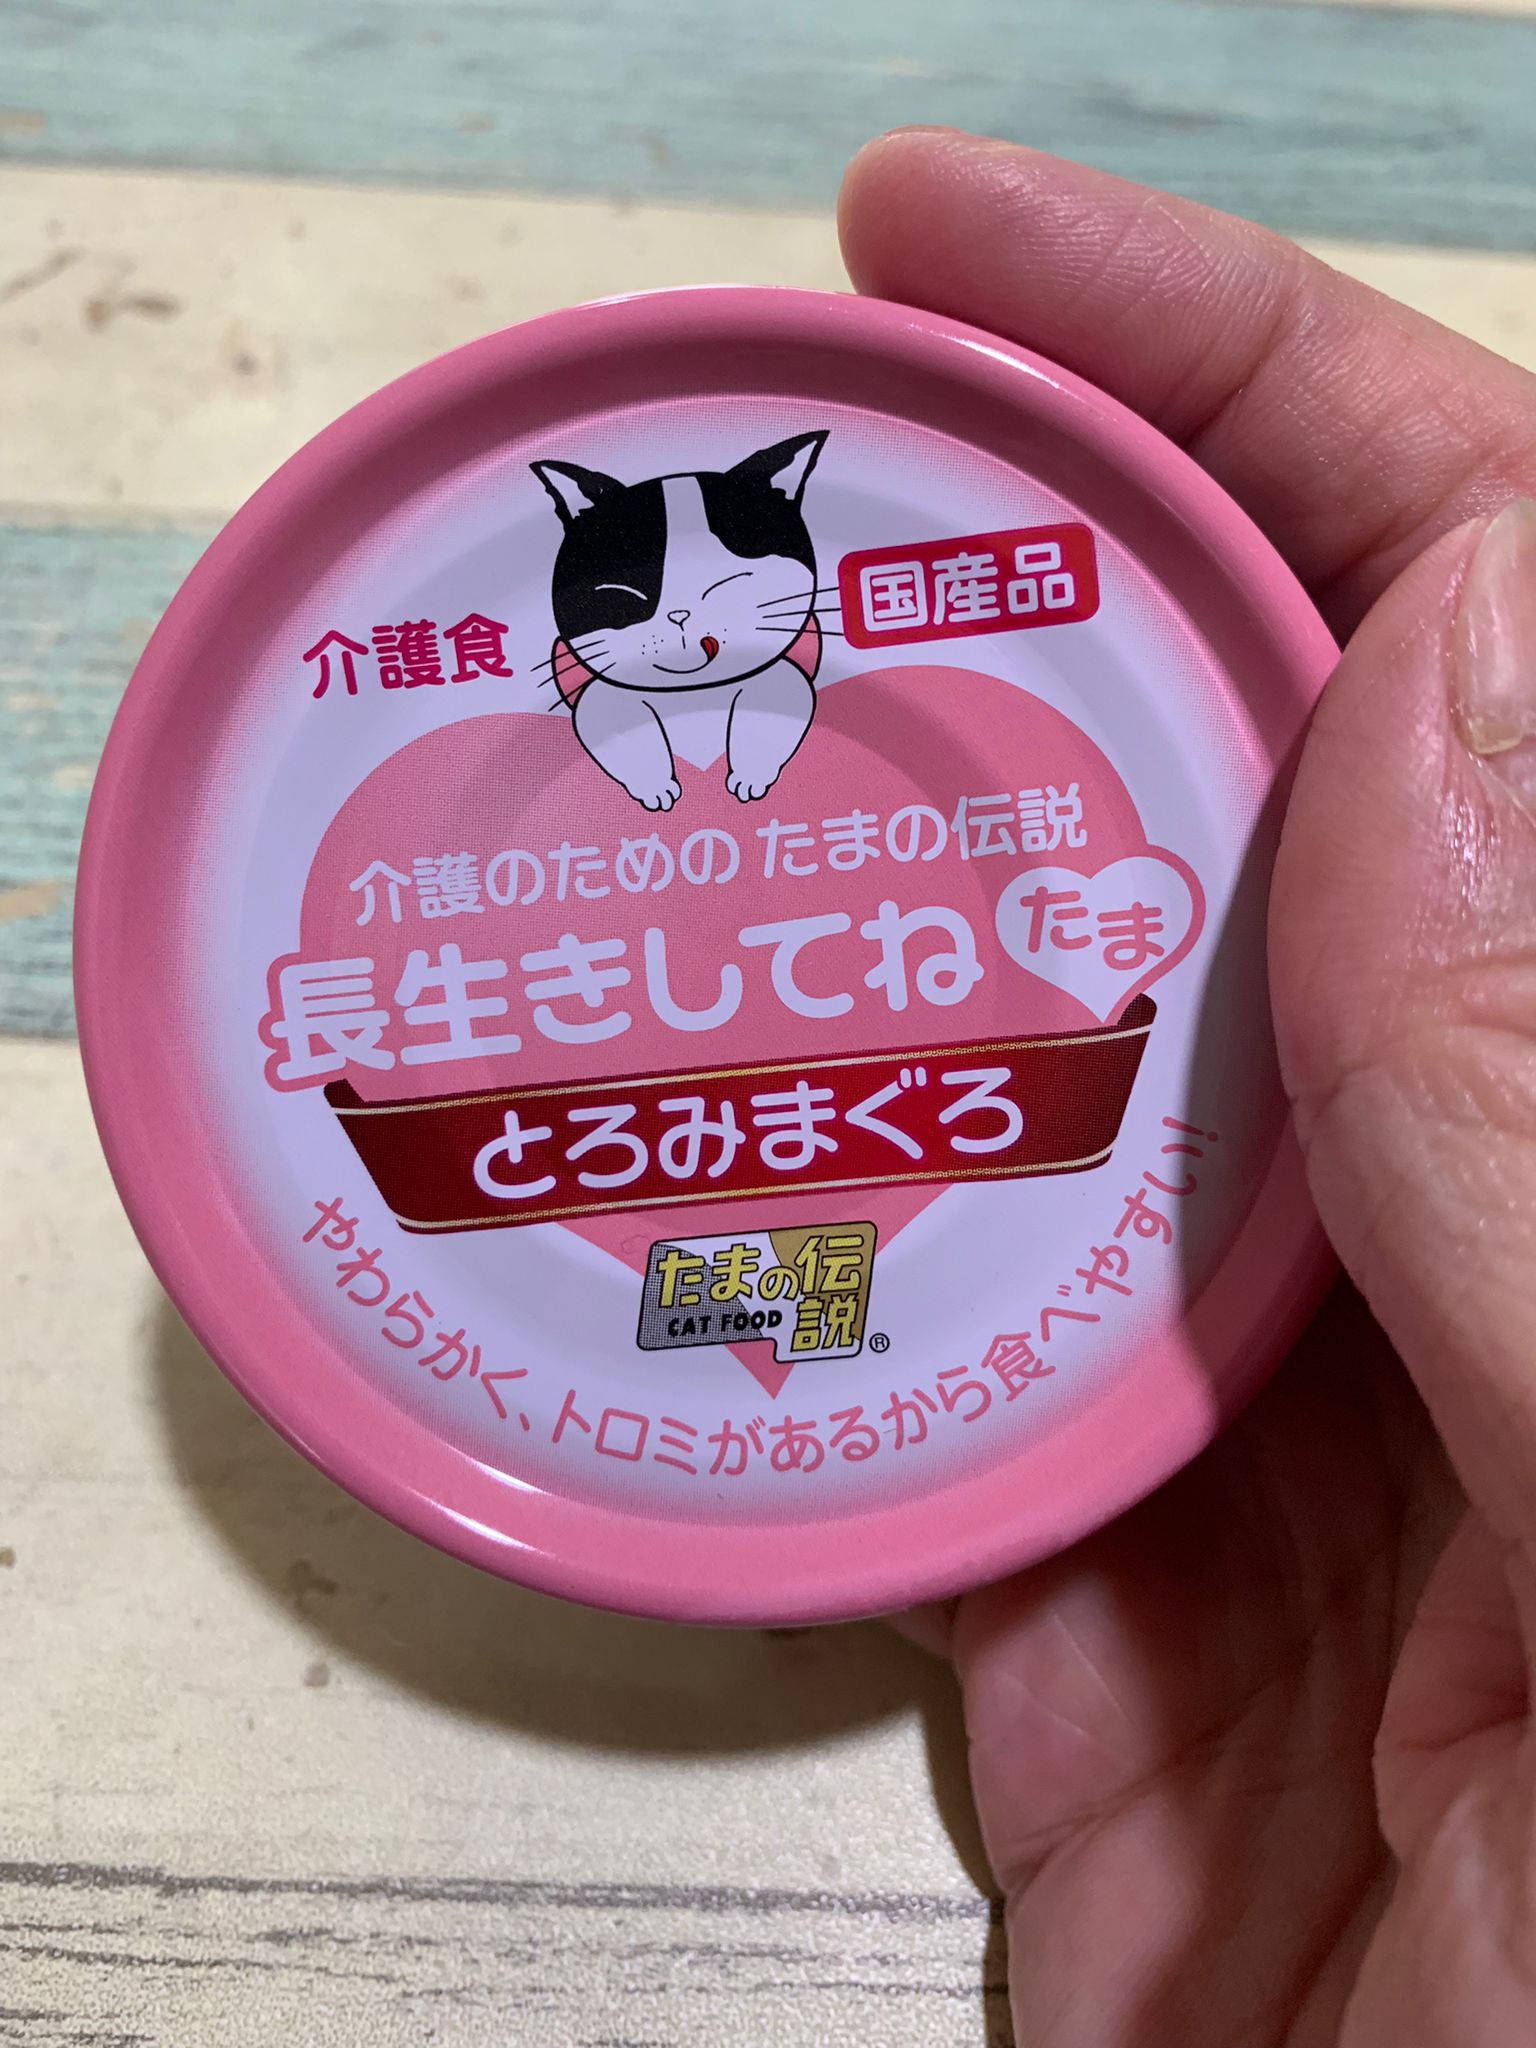 介護食
国産品
介護のための たまの伝説
長生きしてね たま
とろみまぐろ
たまの伝説
CAT FOOD
®
やわらかく、トロミがあるから食べやすい!